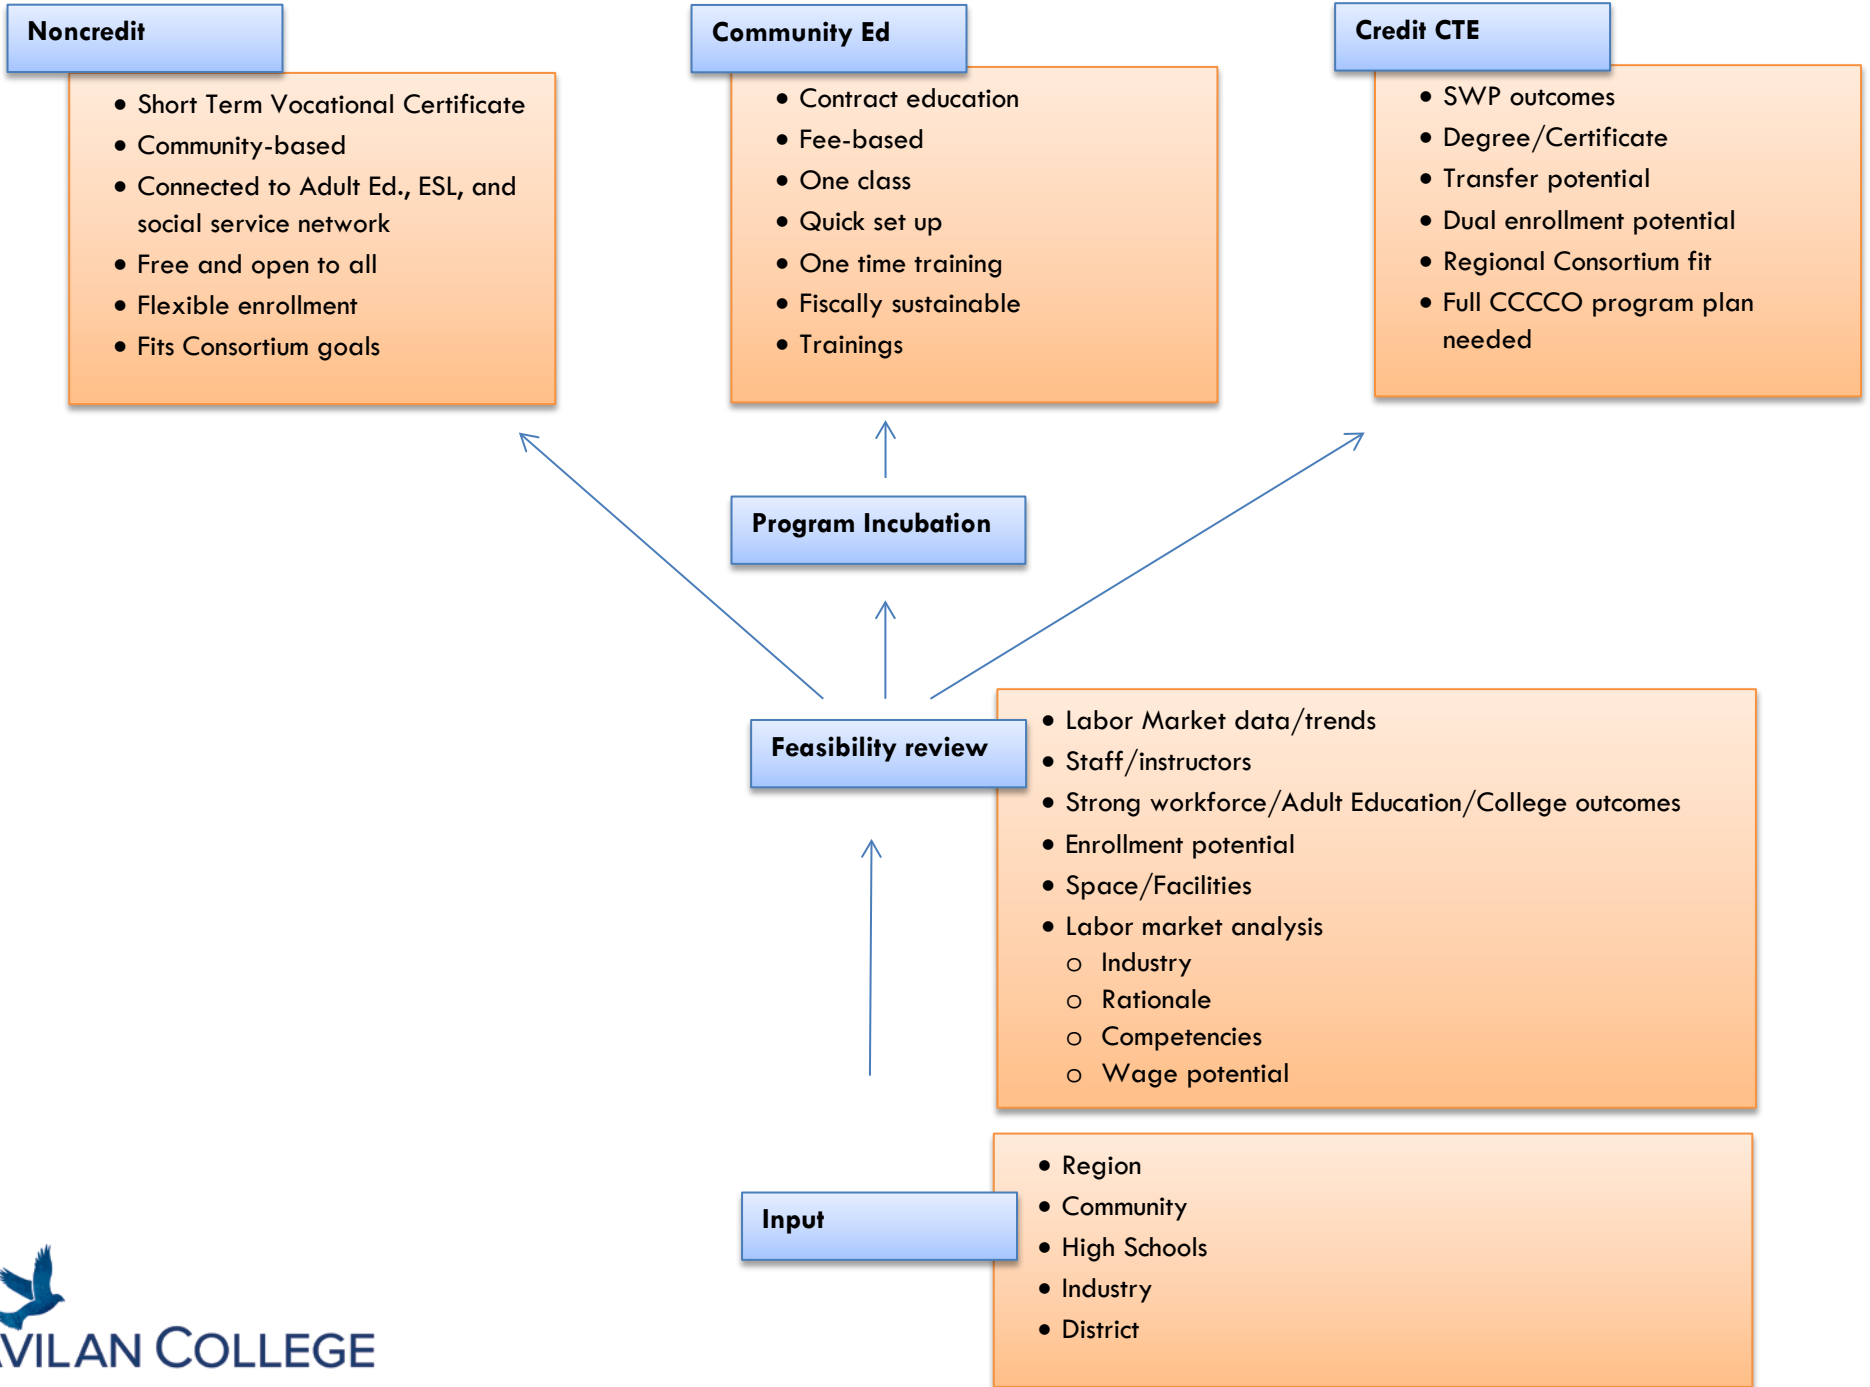 Noncredit
• Short Term Vocational Certificate
• Community-based
• Connected to Adult Ed., ESL, and
social service network
• Free and open to all
• Flexible enrollment
• Fits Consortium goals
Community Ed
• Contract education
• Fee-based
• One class
• Quick set up
• One time training
• Fiscally sustainable
• Trainings
Credit CTE
• SWP outcomes
• Degree/Certificate
• Transfer potential
• Dual enrollment potential
• Regional Consortium fit
• Full CCCCO program plan
needed
Program Incubation
Feasibility review
• Labor Market data/trends
• Staff/instructors
• Strong workforce/Adult Education/College outcomes
• Enrollment potential
• Space/Facilities
• Labor market analysis
o Industry
o Rationale
o Competencies
o Wage potential
Input
• Region
• Community
• High Schools
• Industry
• District
AVILAN COLLEGE